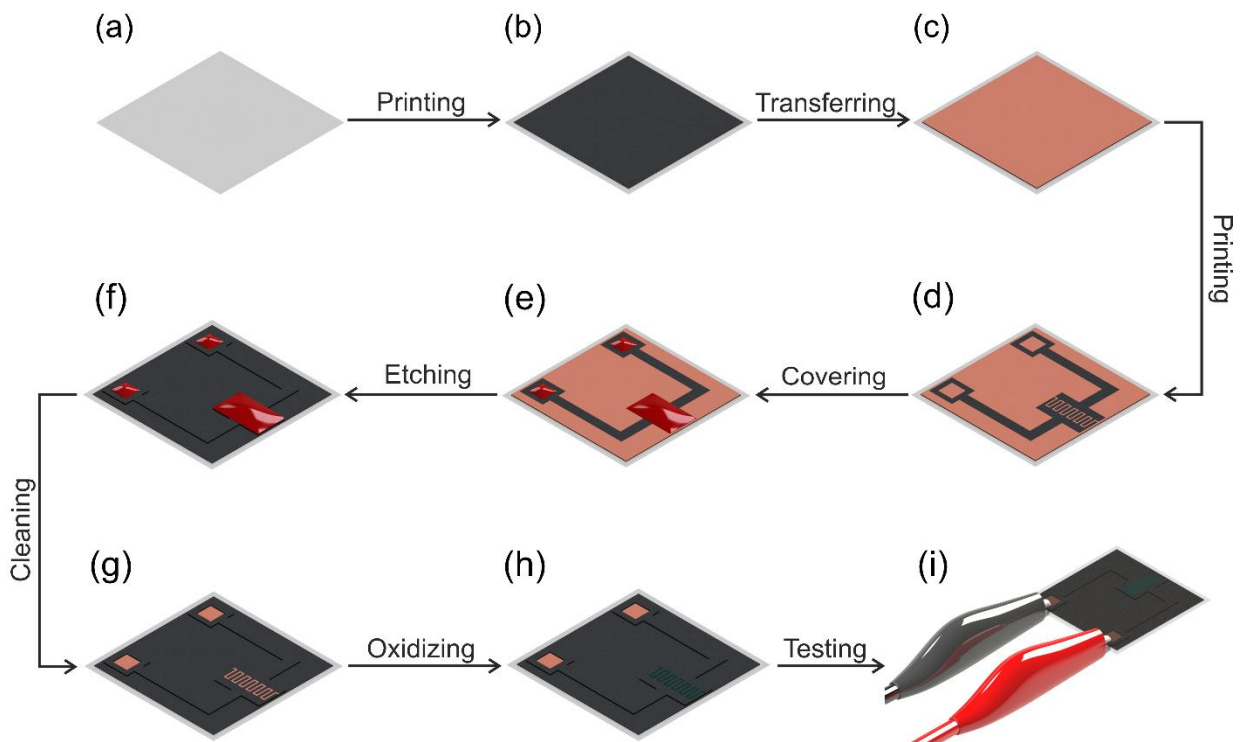 (a)
Printing
(b)
Transferring
(c)
Printing
(d)
Covering
(e)
Etching
(f)
Cleaning
(g)
Oxidizing
(h)
Testing
(i)